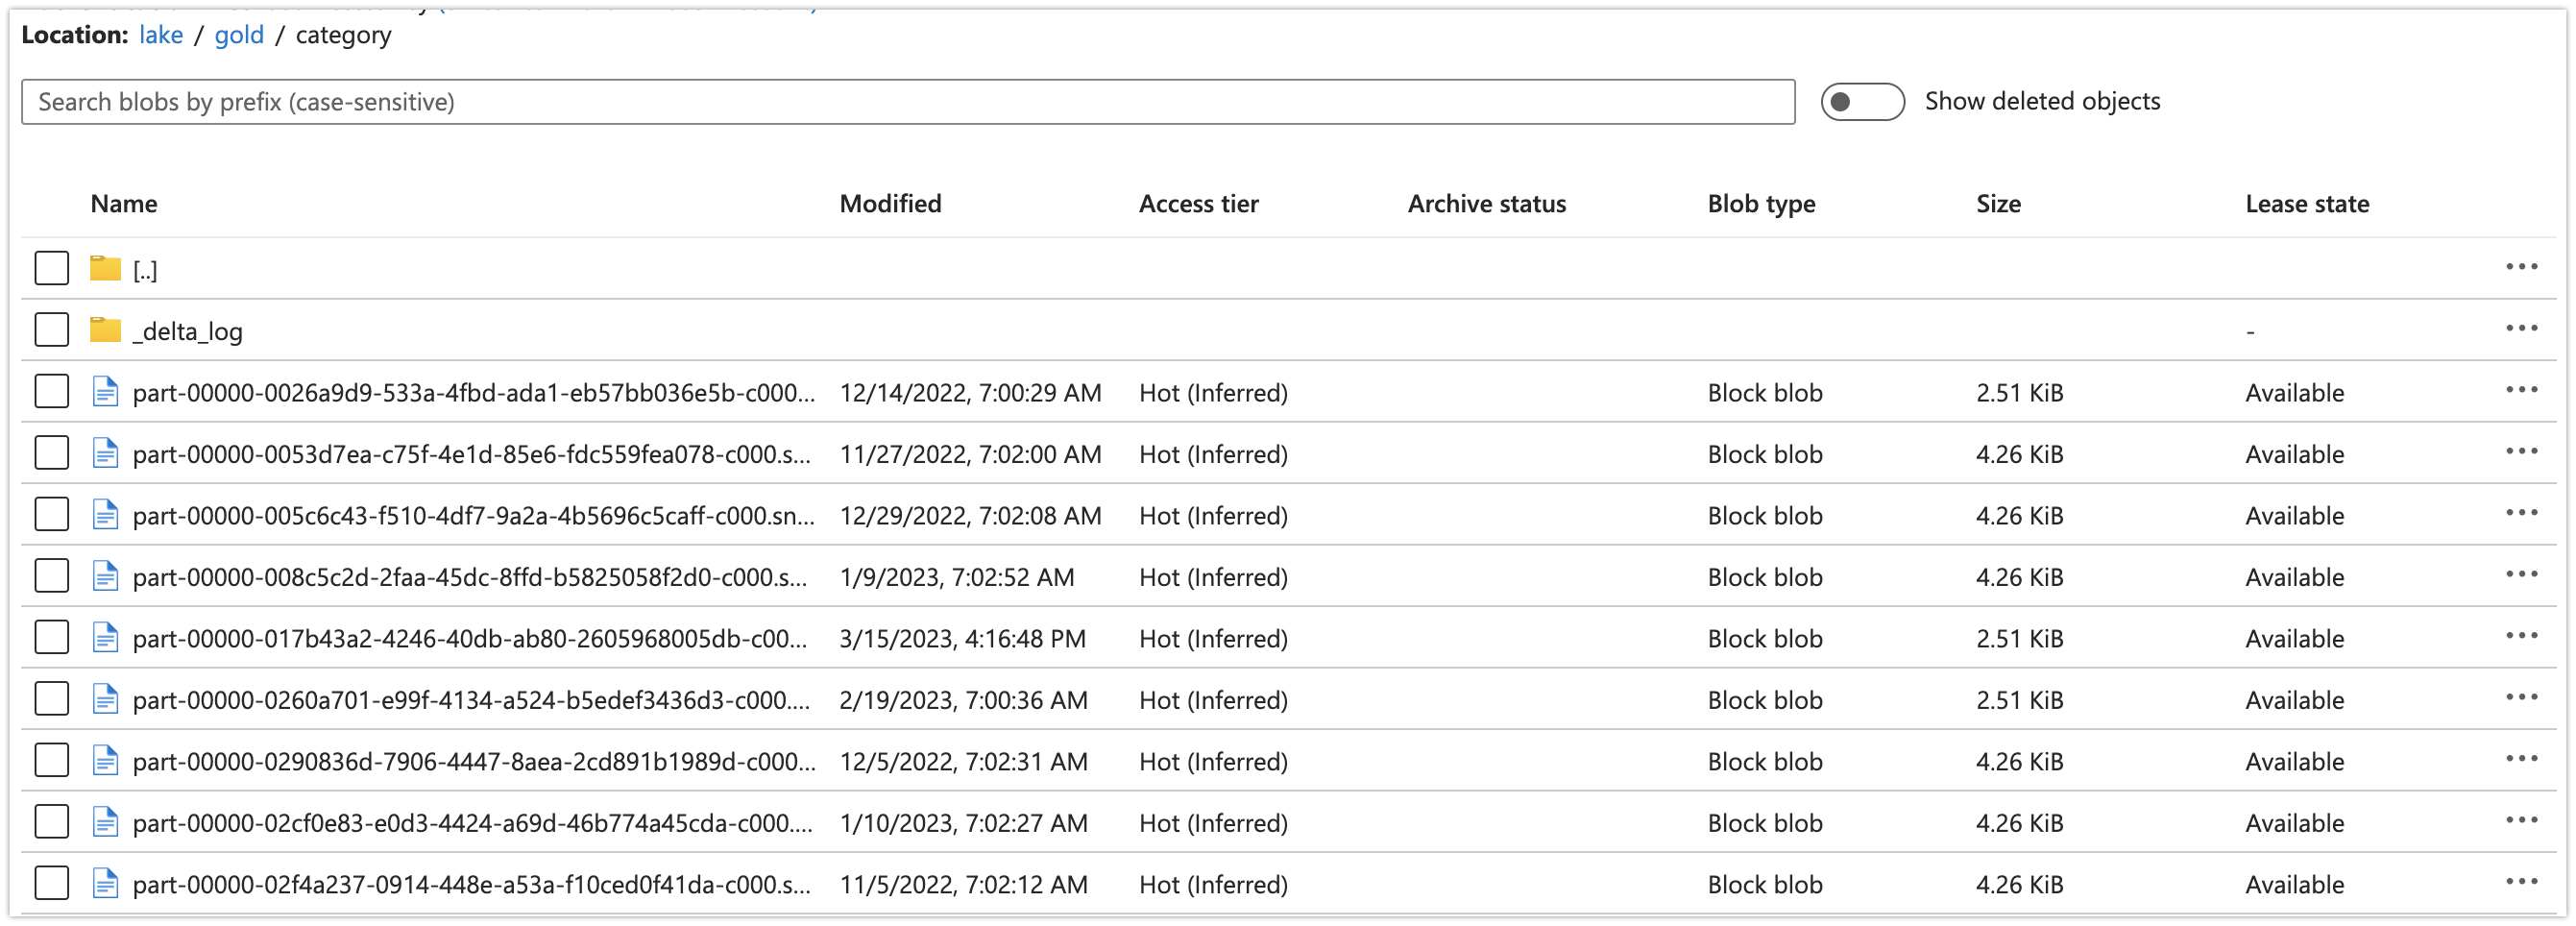 Location: lake / gold / category
Search blobs by prefix (case-sensitive)
Show deleted objects
Name Modified Access tier Archive status Blob type Size Lease state
[..]
_delta_log -
part-00000-0026a9d9-533a-4fbd-ada1-eb57bb036e5b-c000... 12/14/2022, 7:00:29 AM Hot (Inferred) Block blob 2.51 KiB Available
part-00000-0053d7ea-c75f-4e1d-85e6-fdc559fea078-c000.s... 11/27/2022, 7:02:00 AM Hot (Inferred) Block blob 4.26 KiB Available
part-00000-005c6c43-f510-4df7-9a2a-4b5696c5caff-c000.sn... 12/29/2022, 7:02:08 AM Hot (Inferred) Block blob 4.26 KiB Available
part-00000-008c5c2d-2faa-45dc-8ffd-b5825058f2d0-c000.s... 1/9/2023, 7:02:52 AM Hot (Inferred) Block blob 4.26 KiB Available
part-00000-017b43a2-4246-40db-ab80-2605968005db-c00... 3/15/2023, 4:16:48 PM Hot (Inferred) Block blob 2.51 KiB Available
part-00000-0260a701-e99f-4134-a524-b5edef3436d3-c000.... 2/19/2023, 7:00:36 AM Hot (Inferred) Block blob 2.51 KiB Available
part-00000-0290836d-7906-4447-8aea-2cd891b1989d-c000... 12/5/2022, 7:02:31 AM Hot (Inferred) Block blob 4.26 KiB Available
part-00000-02cf0e83-e0d3-4424-a69d-46b774a45cda-c000.... 1/10/2023, 7:02:27 AM Hot (Inferred) Block blob 4.26 KiB Available
part-00000-02f4a237-0914-448e-a53a-f10ced0f41da-c000.s... 11/5/2022, 7:02:12 AM Hot (Inferred) Block blob 4.26 KiB Available